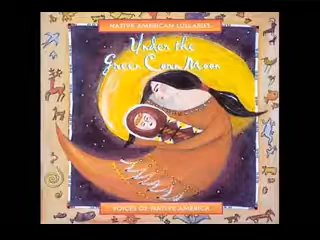 NATIVE AMERICAN LULLABIES
Under the
Green Corn Moon
VOICES OF NATIVE AMERICA